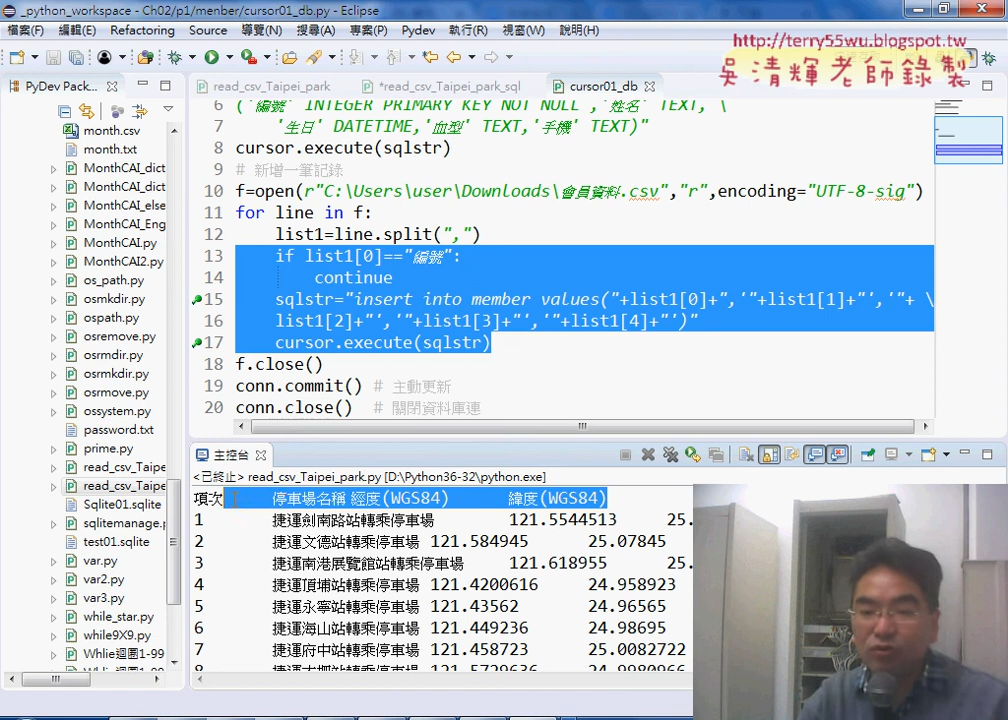 _python_workspace - Ch02/p1/menber/cursor01_db.py - Eclipse
檔案(F) 編輯(E) Refactoring Source 導覽(N) 搜尋(A) 專案(P) Pydev 執行(R) 視窗(W) 說明(H)
http://terry55wu.blogspot.tw
吳清輝老師錄製
PyDev Pack...
read_csv_Taipei_park
*read_csv_Taipei_park_sql
cursor01_db
month.csv
month.txt
MonthCAI_dict
MonthCAI_dict
MonthCAI_else
MonthCAI_Eng
MonthCAI.py
MonthCAI2.py
os_path.py
osmkdir.py
ospath.py
osremove.py
osrmdir.py
osrmkdir.py
osrmove.py
ossystem.py
password.txt
prime.py
read_csv_Taipe
read_csv_Taipe
Sqlite01.sqlite
sqlitemanage.
test01.sqlite
var.py
var2.py
var3.py
while_star.py
while9X9.py
Whlie迴圈1-99
6 ('編號' INTEGER PRIMARY KEY NOT NULL ,'姓名' TEXT, \
7 '生日' DATETIME,'血型' TEXT,'手機' TEXT)"
8 cursor.execute(sqlstr)
9 # 新增一筆記錄
10 f=open(r"C:\Users\user\Downloads\會員資料.csv","r",encoding="UTF-8-sig")
11 for line in f:
12 list1=line.split(",")
13 if list1[0]=="編號":
14 continue
15 sqlstr="insert into member values("+list1[0]+",'"+list1[1]+"','"+ \
16 list1[2]+"','"+list1[3]+"','"+list1[4]+"')"
17 cursor.execute(sqlstr)
18 f.close()
19 conn.commit() # 主動更新
20 conn.close() # 關閉資料庫連
主控台
<已終止> read_csv_Taipei_park.py [D:\Python36-32\python.exe]
項次 停車場名稱 經度(WGS84) 緯度(WGS84)
1 捷運劍南路站轉乘停車場 121.5544513 25.
2 捷運文德站轉乘停車場 121.584945 25.07845
3 捷運南港展覽館站轉乘停車場 121.618955 25.
4 捷運頂埔站轉乘停車場 121.4200616 24.958923
5 捷運永寧站轉乘停車場 121.43562 24.96565
6 捷運海山站轉乘停車場 121.449236 24.98695
7 捷運府中站轉乘停車場 121.458723 25.0082722